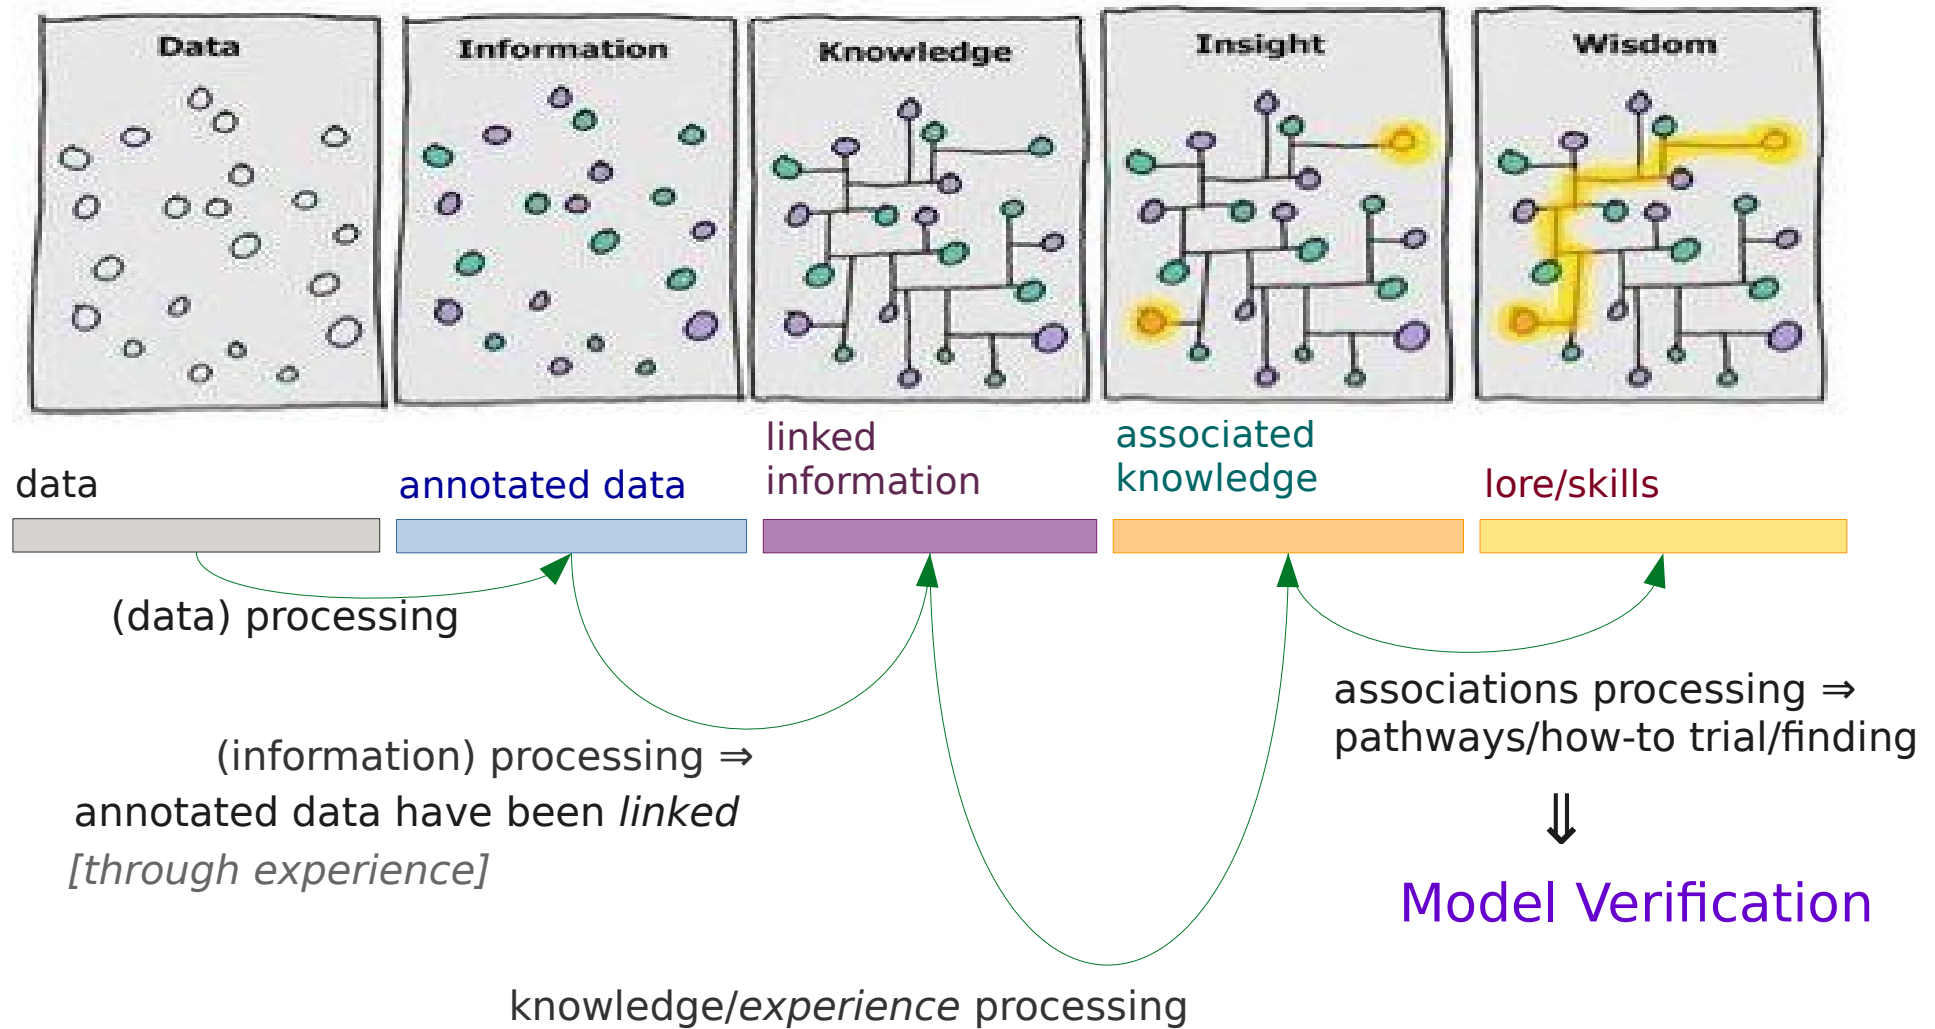 Data
Information
Knowledge
Insight
Wisdom
data
annotated data
linked
information
associated
knowledge
lore/skills
(data) processing
(information) processing ⇒
annotated data have been linked
[through experience]
knowledge/experience processing
associations processing ⇒
pathways/how-to trial/finding
⇓
Model Verification